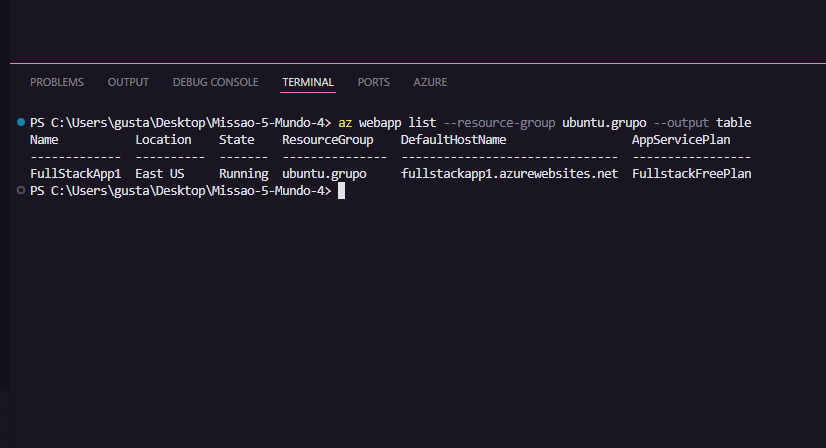 PROBLEMS OUTPUT DEBUG CONSOLE TERMINAL PORTS AZURE
PS C:\Users\gusta\Desktop\Missao-5-Mundo-4> az webapp list --resource-group ubuntu.grupo --output table
Name Location State ResourceGroup DefaultHostName AppServicePlan
------------- ---------- ------- --------------- ------------------------------- -----------------
FullStackApp1 East US Running ubuntu.grupo fullstackapp1.azurewebsites.net FullstackFreePlan
PS C:\Users\gusta\Desktop\Missao-5-Mundo-4>